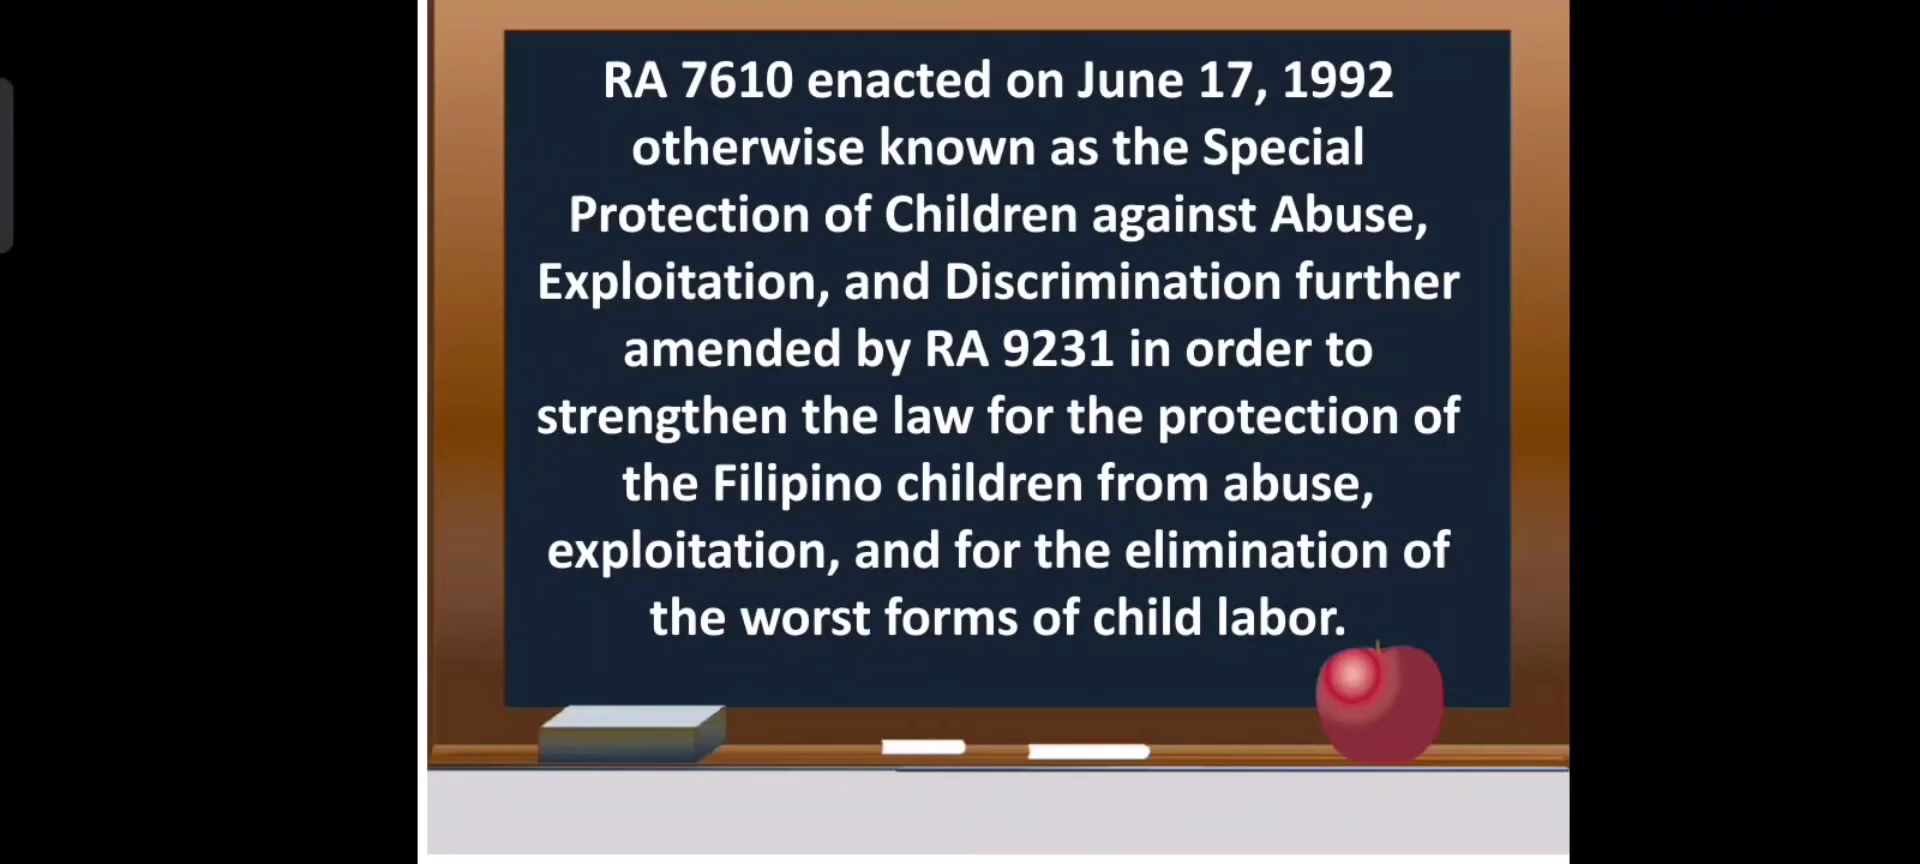 RA 7610 enacted on June 17, 1992
otherwise known as the Special
Protection of Children against Abuse,
Exploitation, and Discrimination further
amended by RA 9231 in order to
strengthen the law for the protection of
the Filipino children from abuse,
exploitation, and for the elimination of
the worst forms of child labor.